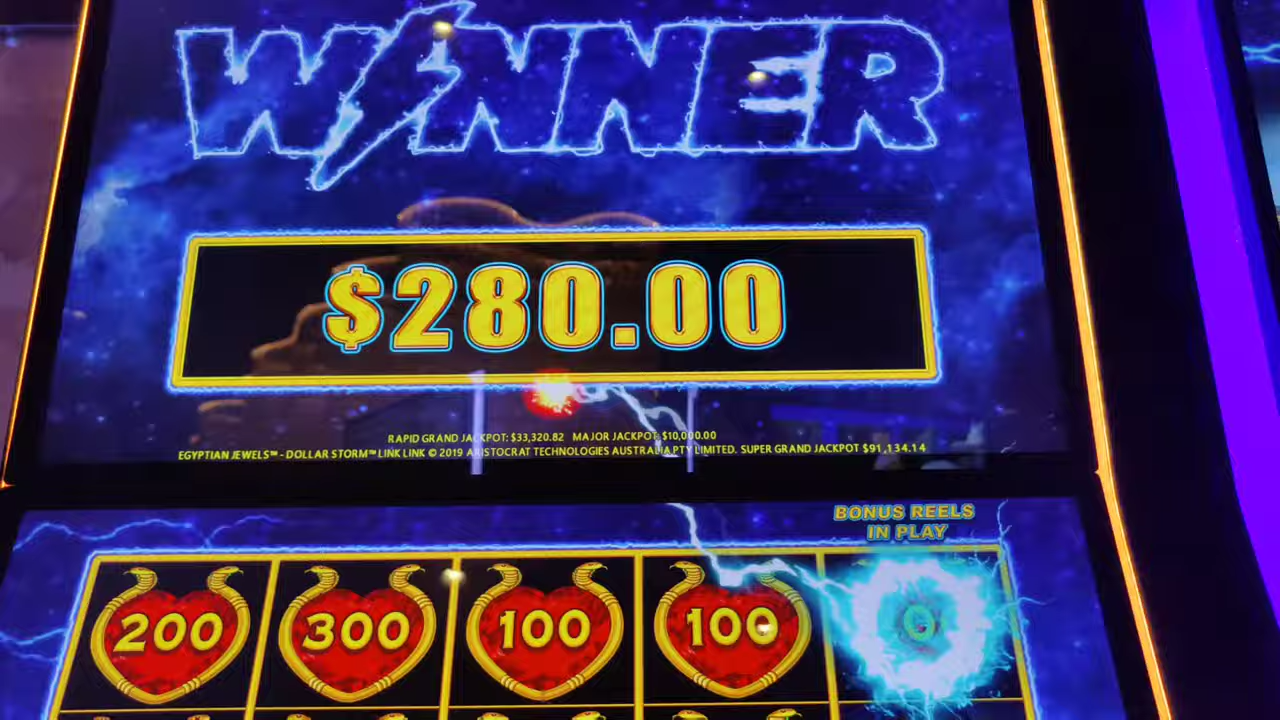 WINNER
$280.00
RAPID GRAND JACKPOT: $33,320.82 MAJOR JACKPOT: $10,000.00
EGYPTIAN JEWELS™ - DOLLAR STORM™ LINK LINK © 2019 ARISTOCRAT TECHNOLOGIES AUSTRALIA PTY LIMITED. SUPER GRAND JACKPOT $91,134.14
BONUS REELS
IN PLAY
200 300 100 100